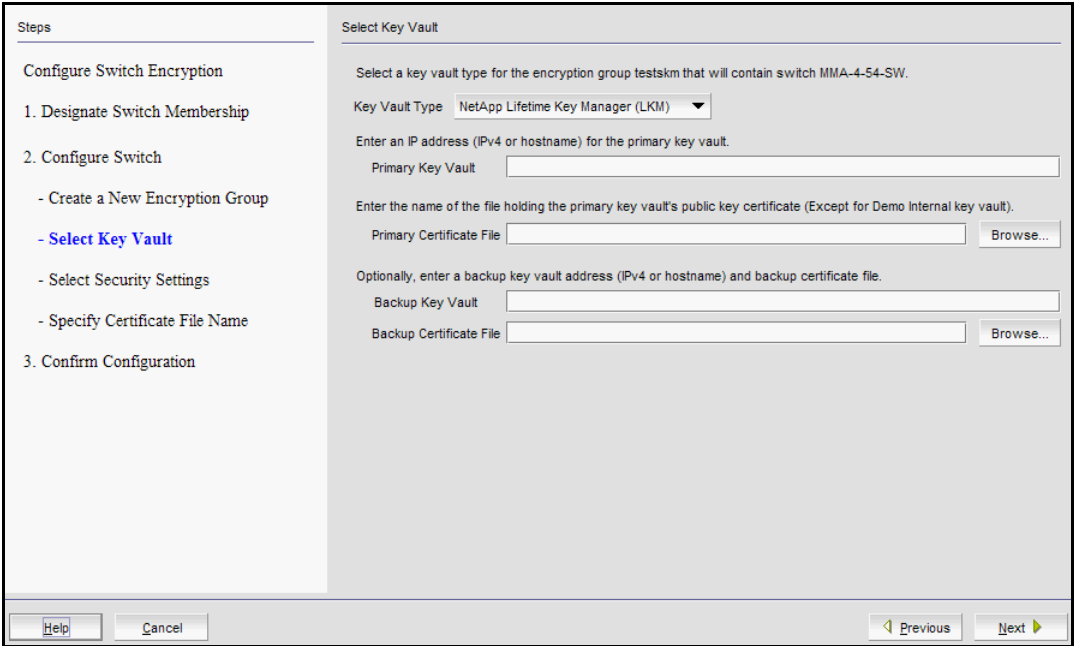 Steps
Configure Switch Encryption
1. Designate Switch Membership
2. Configure Switch
- Create a New Encryption Group
- Select Key Vault
- Select Security Settings
- Specify Certificate File Name
3. Confirm Configuration
Select Key Vault
Select a key vault type for the encryption group testskm that will contain switch MMA-4-54-SW.
Key Vault Type NetApp Lifetime Key Manager (LKM)
Enter an IP address (IPv4 or hostname) for the primary key vault.
Primary Key Vault
Enter the name of the file holding the primary key vault's public key certificate (Except for Demo Internal key vault).
Primary Certificate File Browse...
Optionally, enter a backup key vault address (IPv4 or hostname) and backup certificate file.
Backup Key Vault
Backup Certificate File Browse...
Help Cancel Previous Next